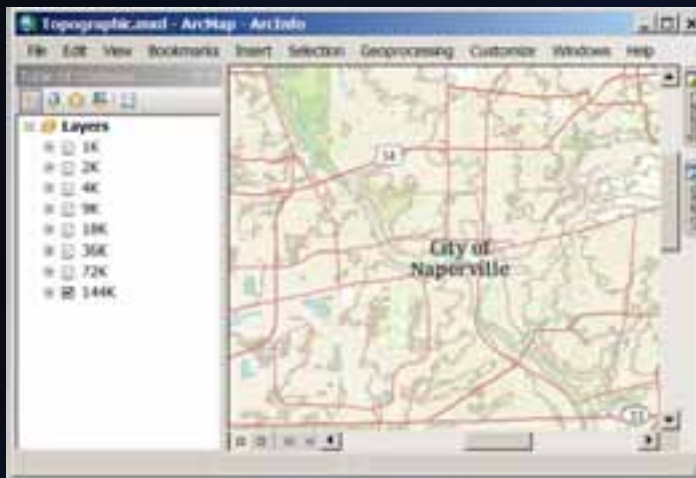 Topographic.mxd - ArcMap - ArcInfo
File Edit View Bookmarks Insert Selection Geoprocessing Customize Windows Help
Layers
1K
2K
4K
9K
18K
36K
72K
144K
34
City of
Naperville